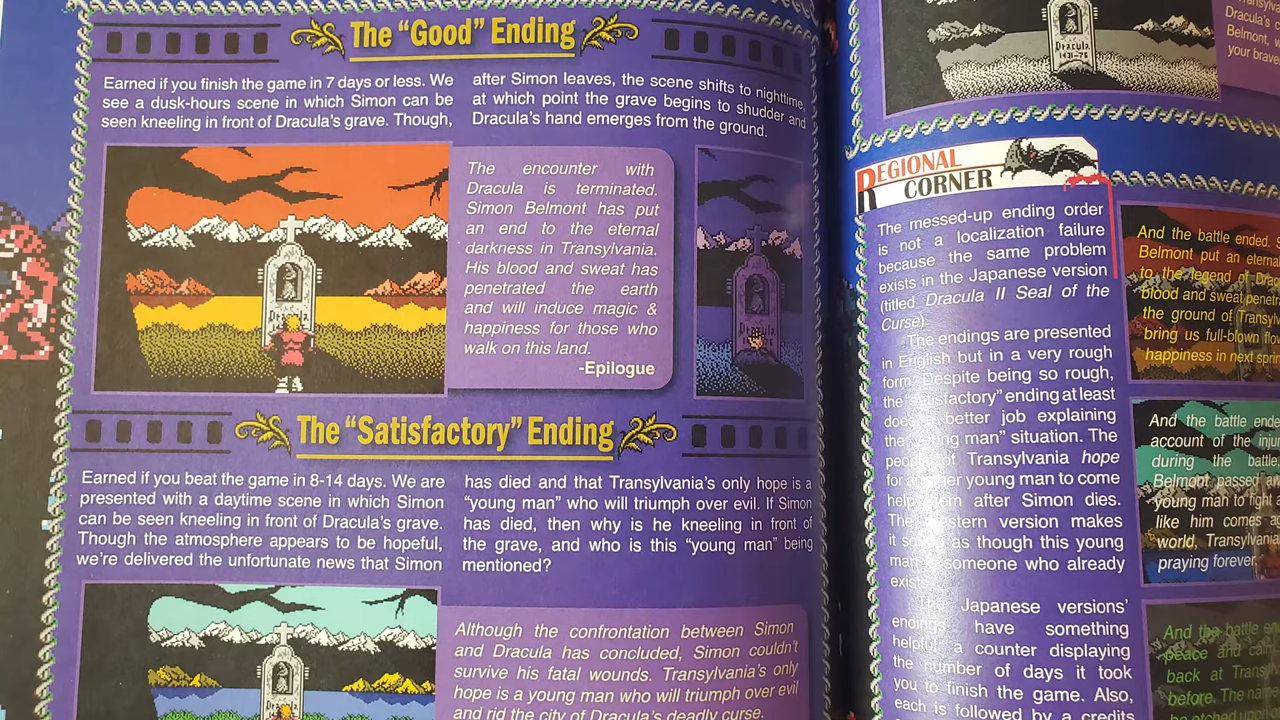 The "Good" Ending
Earned if you finish the game in 7 days or less. We
see a dusk-hours scene in which Simon can be
seen kneeling in front of Dracula's grave. Though,
after Simon leaves, the scene shifts to nighttime,
at which point the grave begins to shudder and
Dracula's hand emerges from the ground.
The encounter with
Dracula is terminated.
Simon Belmont has put
an end to the eternal
darkness in Transylvania.
His blood and sweat has
penetrated the earth
and will induce magic &
happiness for those who
walk on this land.
-Epilogue
Dracula
The "Satisfactory" Ending
Earned if you beat the game in 8-14 days. We are
presented with a daytime scene in which Simon
can be seen kneeling in front of Dracula's grave.
Though the atmosphere appears to be hopeful,
we're delivered the unfortunate news that Simon
has died and that Transylvania's only hope is a
"young man" who will triumph over evil. If Simon
has died, then why is he kneeling in front of
the grave, and who is this "young man" being
mentioned?
Although the confrontation between Simon
and Dracula has concluded, Simon couldn't
survive his fatal wounds. Transylvania's only
hope is a young man who will triumph over evil
and rid the city of Dracula's deadly curse.
Dracula
1431-76
Dracula's
Belmont,
your brave
REGIONAL
CORNER
The messed-up ending order
is not a localization failure
because the same problem
exists in the Japanese version
(titled Dracula II Seal of the
Curse).
The endings are presented
in English but in a very rough
form. Despite being so rough,
the "satisfactory" ending at least
does a better job explaining
the "young man" situation. The
people of Transylvania hope
for another young man to come
help them after Simon dies.
The western version makes
it seem as though this young
man is someone who already
exists.
The Japanese versions'
endings have something
helpful: a counter displaying
the number of days it took
you to finish the game. Also,
each is followed by a credits
And the battle ended.
Belmont put an eternal
to the legend of
blood and sweat
the ground of
bring us full-blown
happiness in next
And the battle
account of the
during the battle
Belmont passed
young man to fight
like him comes
world, Transylvania
praying forever.
And the battle
peace and
back at
before. The